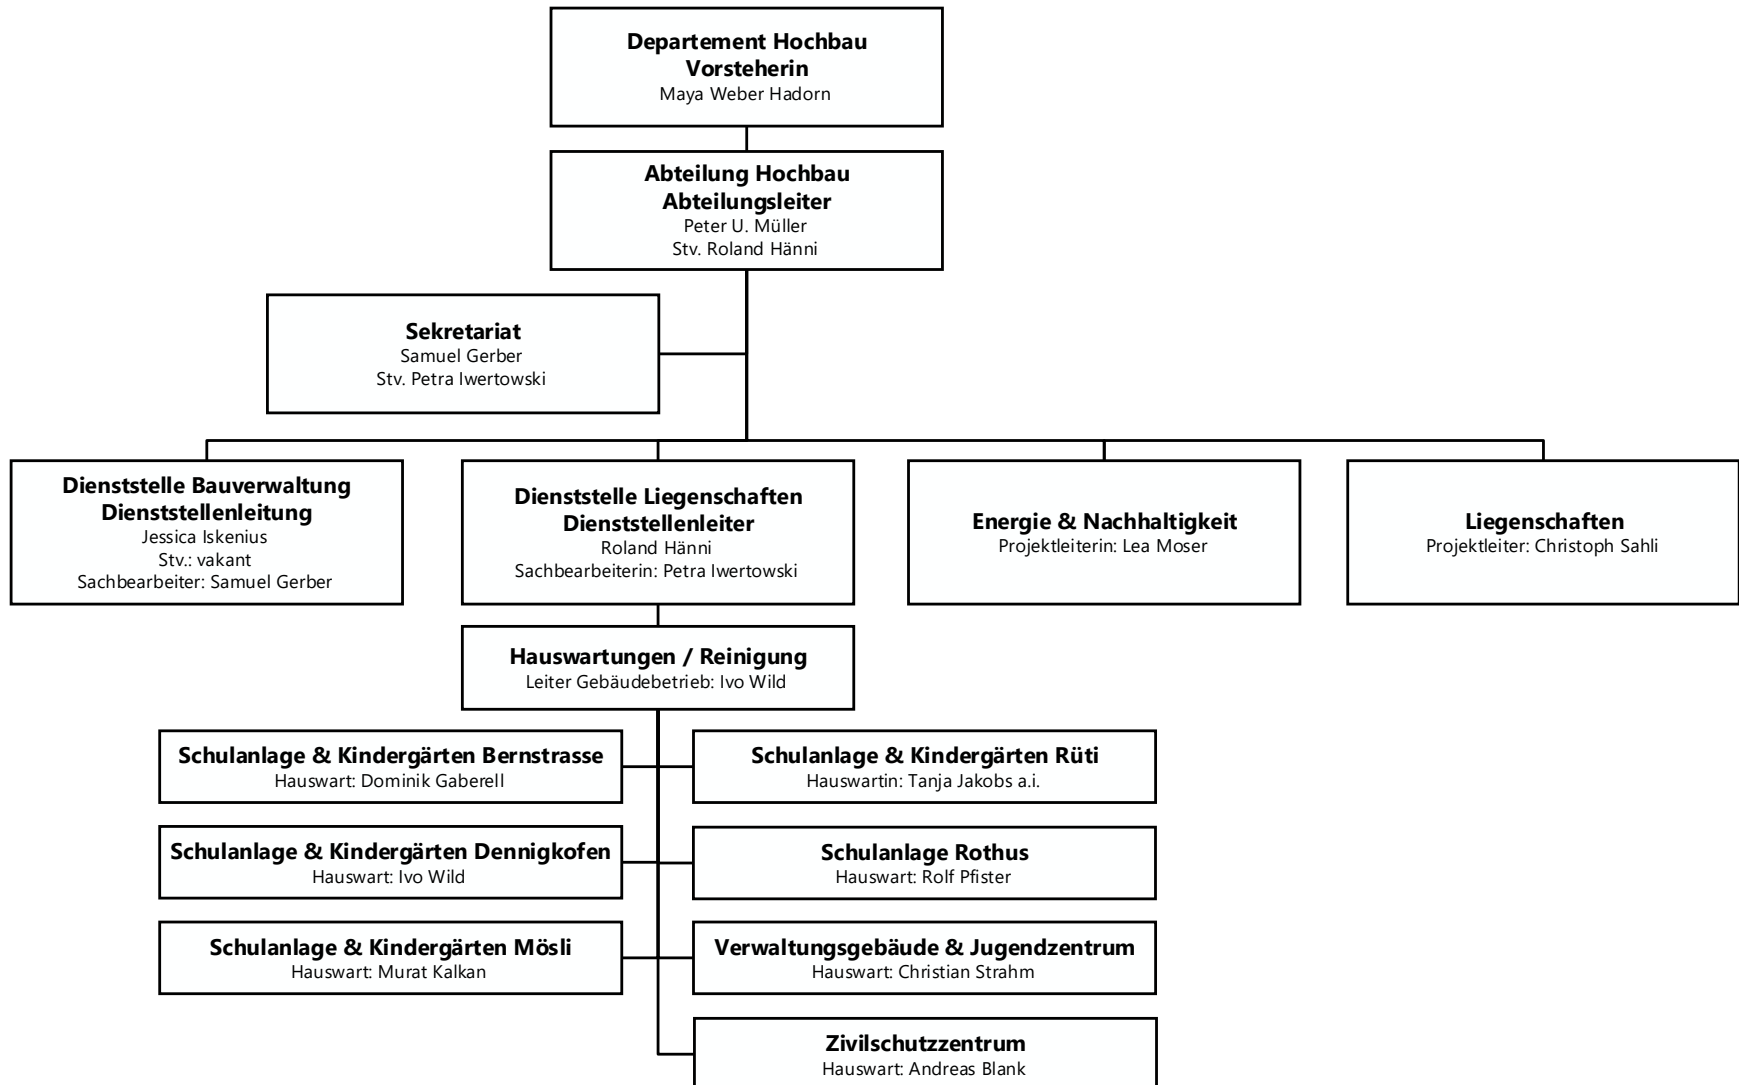 Departement Hochbau
Vorsteherin
Maya Weber Hadorn
Abteilung Hochbau
Abteilungsleiter
Peter U. Müller
Stv. Roland Hänni
Sekretariat
Samuel Gerber
Stv. Petra Iwertowski
Dienststelle Bauverwaltung
Dienststellenleitung
Jessica Iskenius
Stv.: vakant
Sachbearbeiter: Samuel Gerber
Dienststelle Liegenschaften
Dienststellenleiter
Roland Hänni
Sachbearbeiterin: Petra Iwertowski
Energie & Nachhaltigkeit
Projektleiterin: Lea Moser
Liegenschaften
Projektleiter: Christoph Sahli
Hauswartungen / Reinigung
Leiter Gebäudebetrieb: Ivo Wild
Schulanlage & Kindergärten Bernstrasse
Hauswart: Dominik Gaberell
Schulanlage & Kindergärten Rüti
Hauswartin: Tanja Jakobs a.i.
Schulanlage & Kindergärten Dennigkofen
Hauswart: Ivo Wild
Schulanlage Rothus
Hauswart: Rolf Pfister
Schulanlage & Kindergärten Mösli
Hauswart: Murat Kalkan
Verwaltungsgebäude & Jugendzentrum
Hauswart: Christian Strahm
Zivilschutzzentrum
Hauswart: Andreas Blank